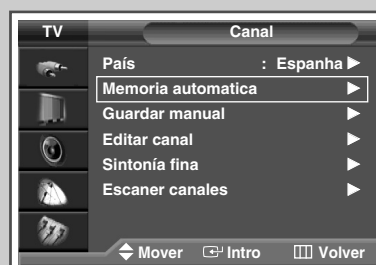 TV Canal
País : Espanha
Memoria automatica
Guardar manual
Editar canal
Sintonía fina
Escaner canales
Mover Intro Volver